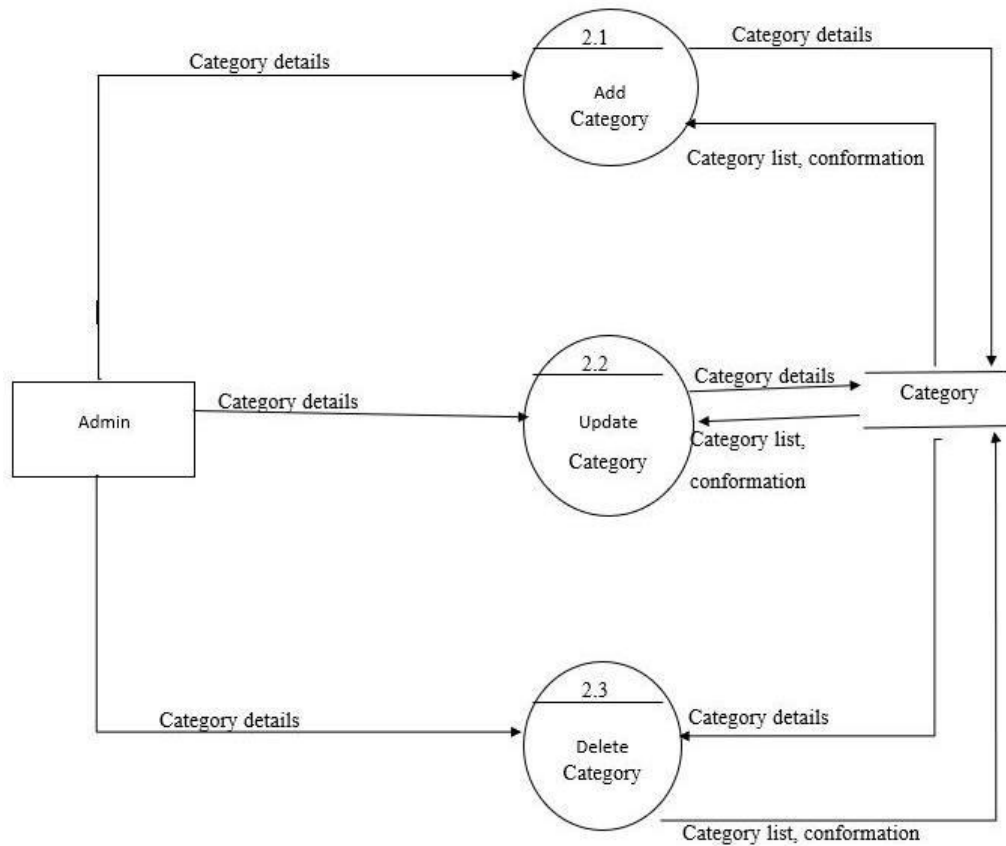 2.1
Category details
Category details
Add
Category
Category list, conformation
2.2
Category details
Category
Category details
Admin
Update
Category list,
Category
conformation
2.3
Category details
Category details
Delete
Category
Category list, conformation